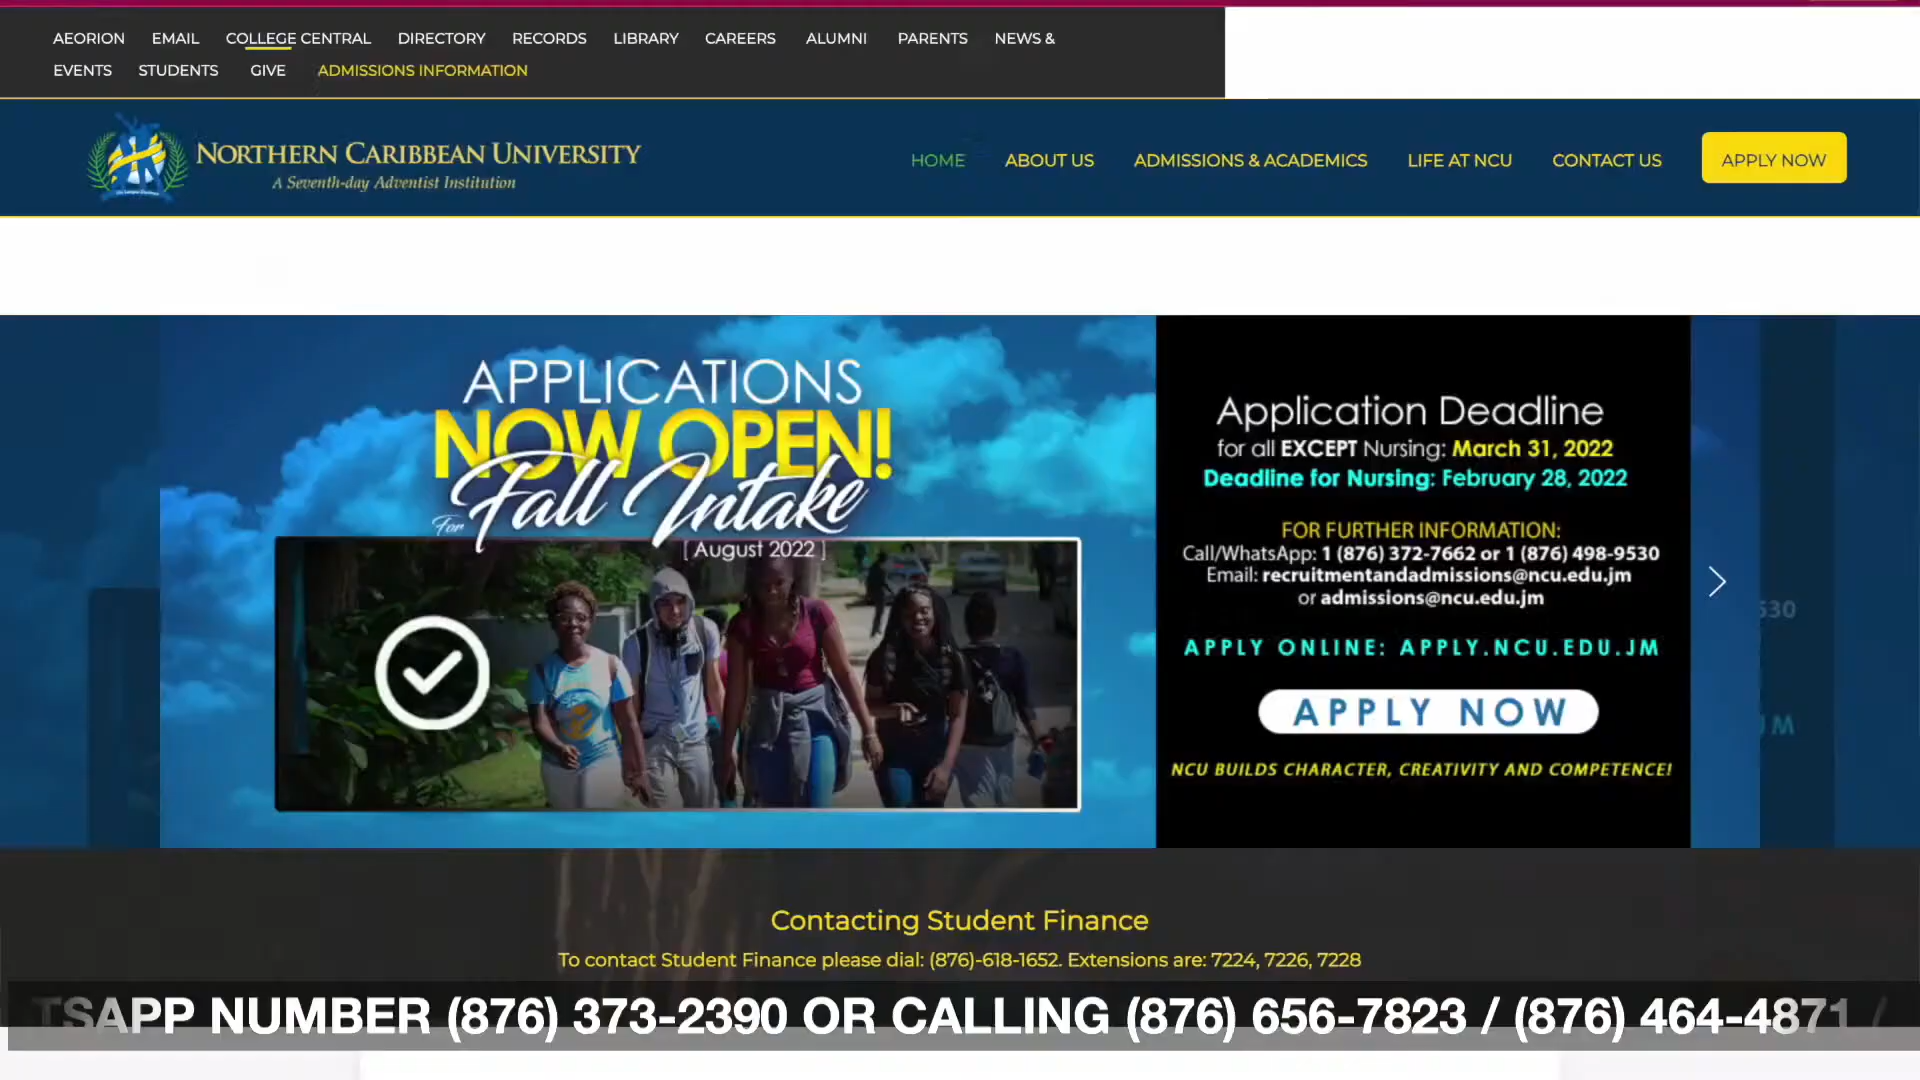 AEORION EMAIL COLLEGE CENTRAL DIRECTORY RECORDS LIBRARY CAREERS ALUMNI PARENTS NEWS &
EVENTS STUDENTS GIVE ADMISSIONS INFORMATION
NORTHERN CARIBBEAN UNIVERSITY
A Seventh-day Adventist Institution
HOME ABOUT US ADMISSIONS & ACADEMICS LIFE AT NCU CONTACT US APPLY NOW
APPLICATIONS
NOW OPEN!
For Fall Intake
[ August 2022 ]
Application Deadline
for all EXCEPT Nursing: March 31, 2022
Deadline for Nursing: February 28, 2022
FOR FURTHER INFORMATION:
Call/WhatsApp: 1 (876) 372-7662 or 1 (876) 498-9530
Email: recruitmentandadmissions@ncu.edu.jm
or admissions@ncu.edu.jm
APPLY ONLINE: APPLY.NCU.EDU.JM
APPLY NOW
NCU BUILDS CHARACTER, CREATIVITY AND COMPETENCE!
530
JM
Contacting Student Finance
To contact Student Finance please dial: (876)-618-1652. Extensions are: 7224, 7226, 7228
TSAPP NUMBER (876) 373-2390 OR CALLING (876) 656-7823 / (876) 464-4871 /